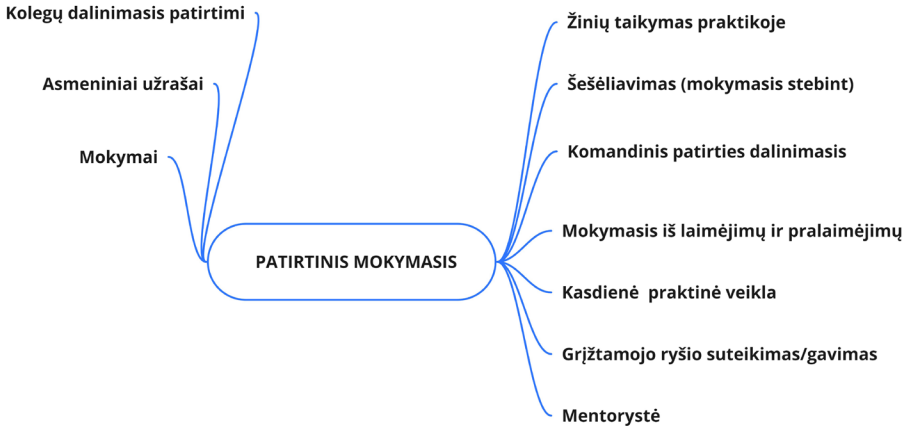 Kolegų dalinimasis patirtimi
Asmeniniai užrašai
Mokymai
PATIRTINIS MOKYMASIS
Žinių taikymas praktikoje
Šešėliavimas (mokymasis stebint)
Komandinis patirties dalinimasis
Mokymasis iš laimėjimų ir pralaimėjimų
Kasdienė  praktinė veikla
Grįžtamojo ryšio suteikimas/gavimas
Mentorystė